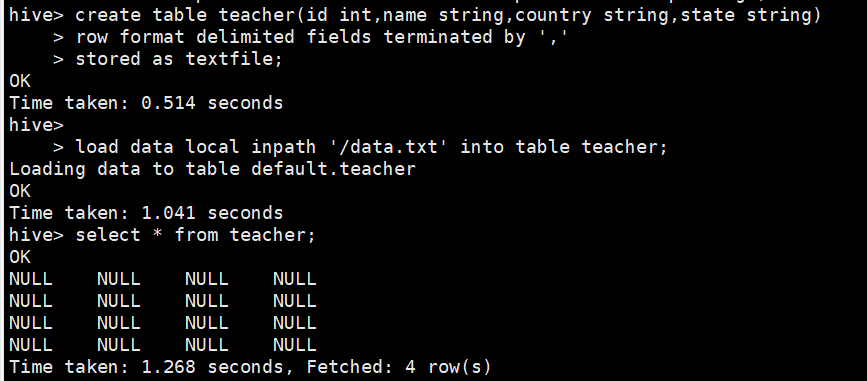 hive> create table teacher(id int,name string,country string,state string)
    > row format delimited fields terminated by ','
    > stored as textfile;
OK
Time taken: 0.514 seconds
hive>
    > load data local inpath '/data.txt' into table teacher;
Loading data to table default.teacher
OK
Time taken: 1.041 seconds
hive> select * from teacher;
OK
NULL    NULL    NULL    NULL
NULL    NULL    NULL    NULL
NULL    NULL    NULL    NULL
NULL    NULL    NULL    NULL
Time taken: 1.268 seconds, Fetched: 4 row(s)